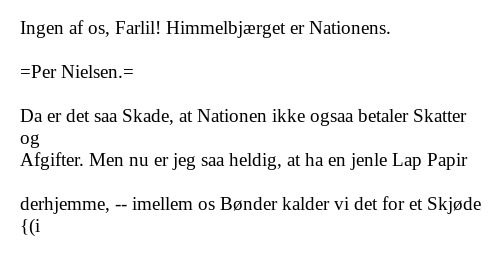 Ingen af os, Farlil! Himmelbjærget er Nationens.
=Per Nielsen.=
Da er det saa Skade, at Nationen ikke ogsaa betaler Skatter
og
Afgifter. Men nu er jeg saa heldig, at ha en jenle Lap Papir
derhjemme, -- imellem os Bønder kalder vi det for et Skjøde
{(i